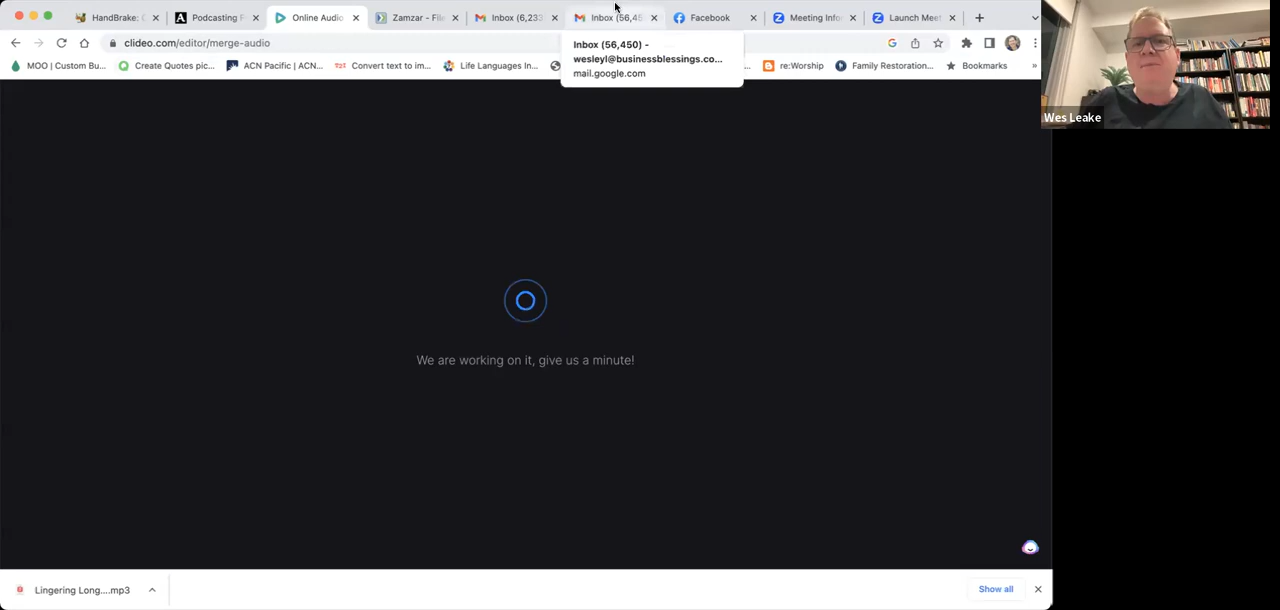 HandBrake: C
Podcasting F
Online Audio
Zamzar - File
Inbox (6,233
Inbox (56,45
Facebook
Meeting Info
Launch Meet
clideo.com/editor/merge-audio
Inbox (56,450) -
wesleyl@businessblessings.co...
mail.google.com
MOO | Custom Bu...
Create Quotes pic...
ACN Pacific | ACN...
Convert text to im...
Life Languages In...
re:Worship
Family Restoration...
Bookmarks
»
Wes Leake
We are working on it, give us a minute!
Lingering Long....mp3
Show all